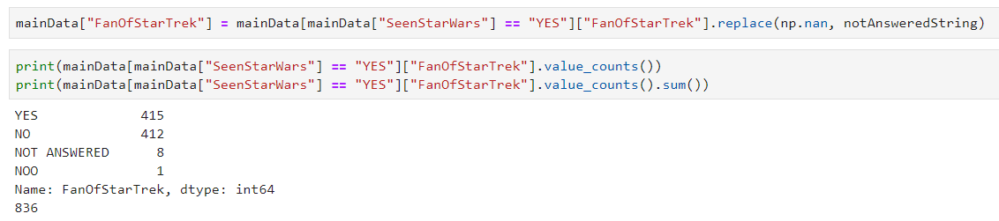 mainData["FanOfStarTrek"] = mainData[mainData["SeenStarWars"] == "YES"]["FanOfStarTrek"].replace(np.nan, notAnsweredString)
print(mainData[mainData["SeenStarWars"] == "YES"]["FanOfStarTrek"].value_counts())
print(mainData[mainData["SeenStarWars"] == "YES"]["FanOfStarTrek"].value_counts().sum())
YES 415
NO 412
NOT ANSWERED 8
NOO 1
Name: FanOfStarTrek, dtype: int64
836